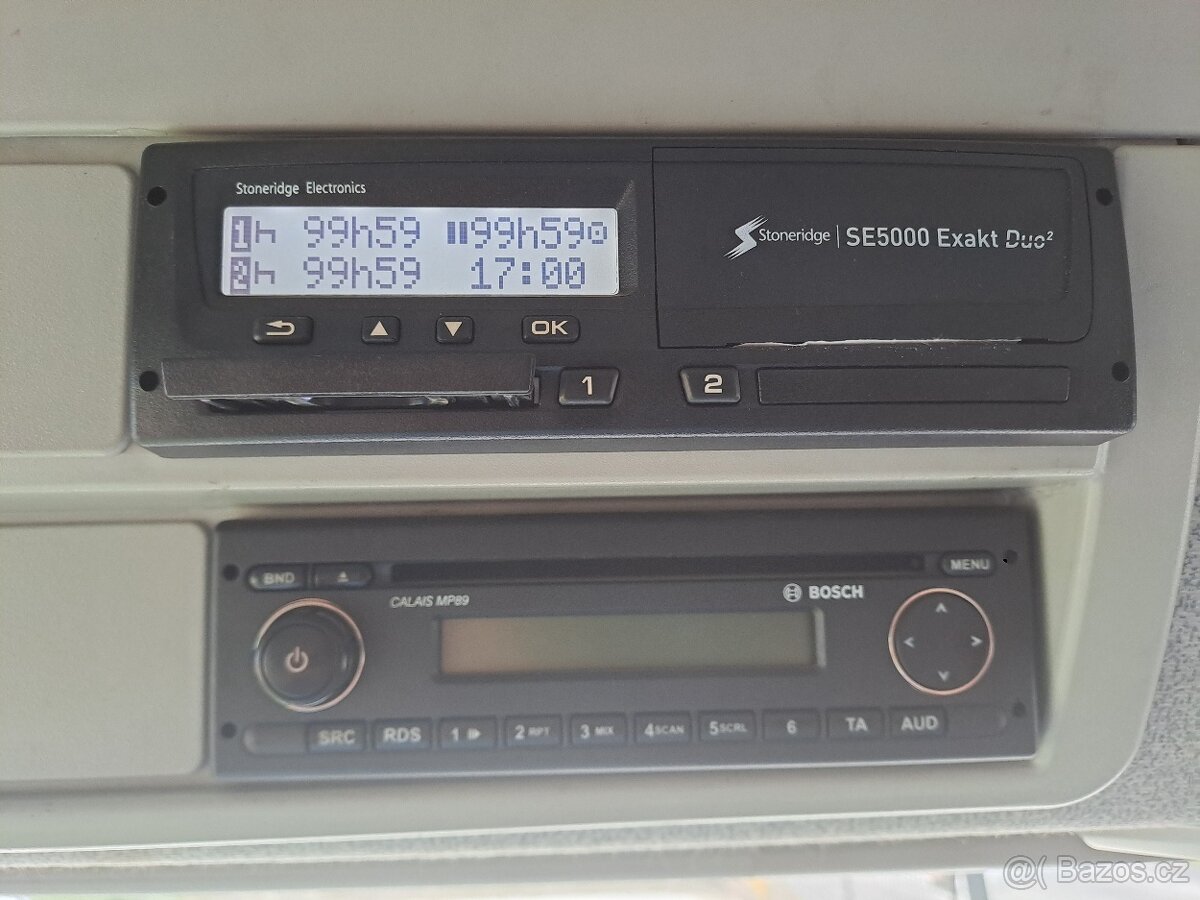 Stoneridge Electronics
1h 99h59 99h59
2h 99h59 17:00
Stoneridge SE5000 Exakt Duo²
OK
1 2
BND MENU
CALAIS MP89 BOSCH
SRC RDS 1 2 RPT 3 MIX 4 SCAN 5 SCRL 6 TA AUD
@( Bazos.cz